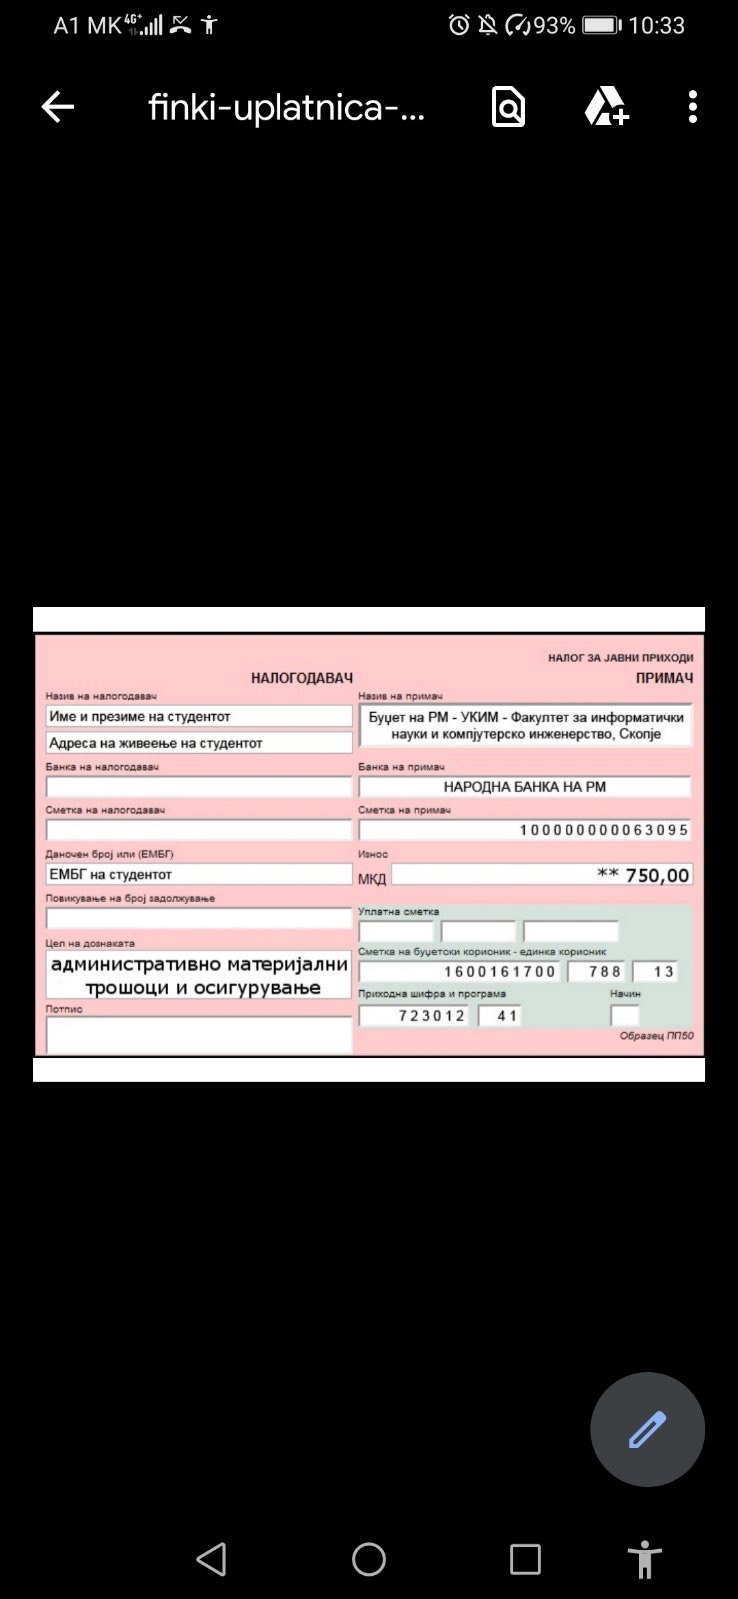 A1 MK 4G+ 93% 10:33
finki-uplatnica-...
НАЛОГ ЗА ЈАВНИ ПРИХОДИ
НАЛОГОДАВАЧ
ПРИМАЧ
Назив на налогодавач
Име и презиме на студентот
Адреса на живеење на студентот
Банка на налогодавач
Сметка на налогодавач
Даночен број или (ЕМБГ)
ЕМБГ на студентот
Повикување на број задолжување
Цел на дознаката
административно материјални
трошоци и осигурување
Потпис
Назив на примач
Буџет на РМ - УКИМ - Факултет за информатички
науки и компјутерско инженерство, Скопје
Банка на примач
НАРОДНА БАНКА НА РМ
Сметка на примач
100000000063095
Износ
МКД ** 750,00
Уплатна сметка
Сметка на буџетски корисник - единка корисник
1600161700 788 13
Приходна шифра и програма Начин
723012 41
Образец ПП50